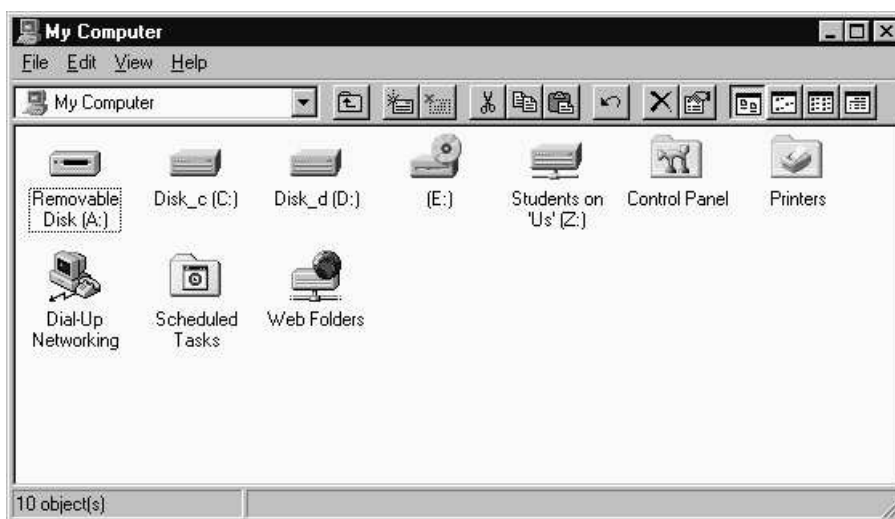 My Computer
File Edit View Help
My Computer
Removable Disk_c (C:) Disk_d (D:) (E:) Students on Control Panel Printers
Disk (A:) 'Us' (Z:)
Dial-Up Scheduled Web Folders
Networking Tasks
10 object(s)